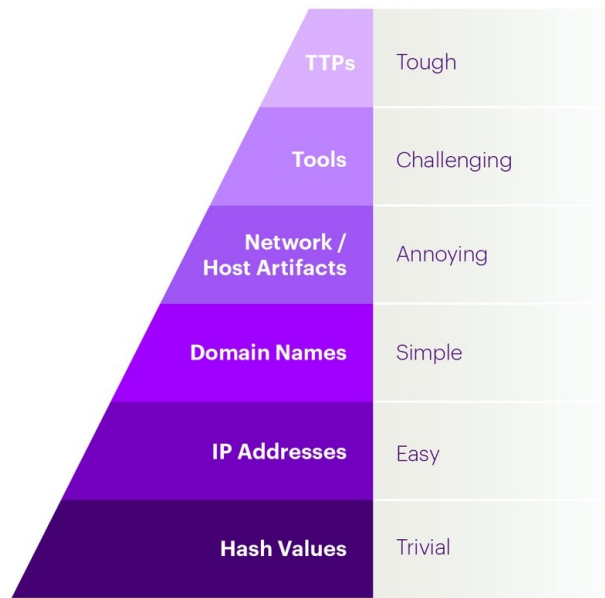 TTPs Tough
Tools Challenging
Network /
Host Artifacts Annoying
Domain Names Simple
IP Addresses Easy
Hash Values Trivial